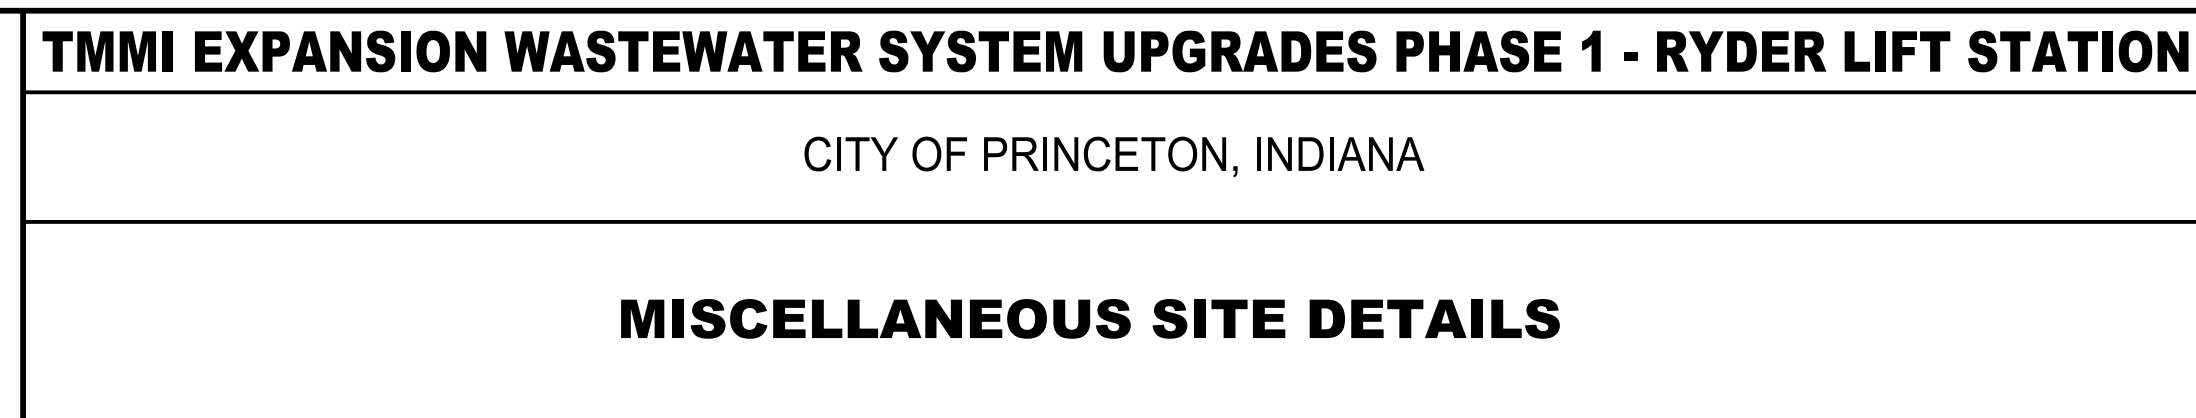 TMMI EXPANSION WASTEWATER SYSTEM UPGRADES PHASE 1 - RYDER LIFT STATION
CITY OF PRINCETON, INDIANA
MISCELLANEOUS SITE DETAILS